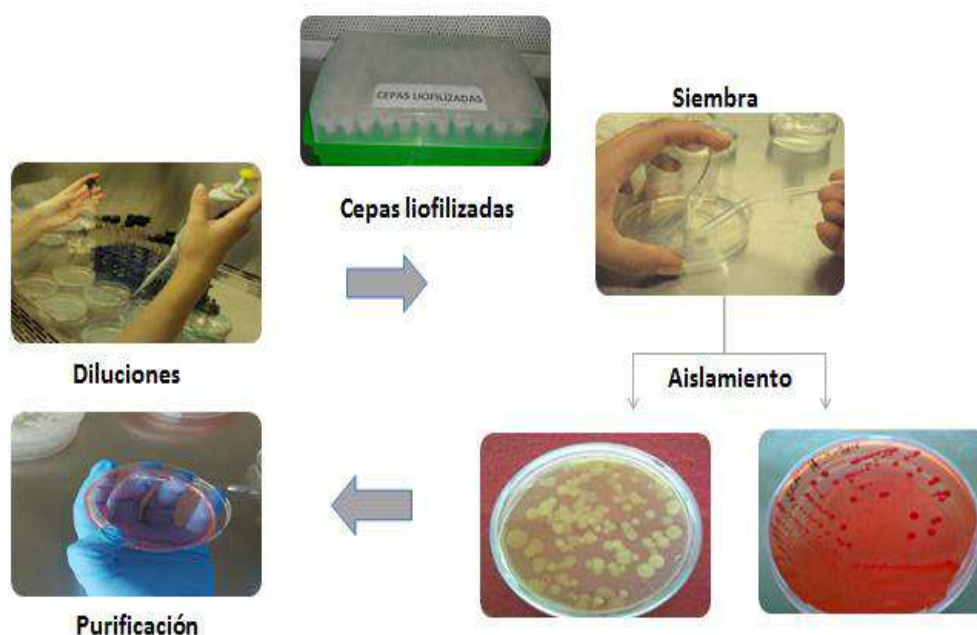 CEPAS LIOFILIZADAS
Siembra
Cepas liofilizadas
Diluciones
Aislamiento
Purificación